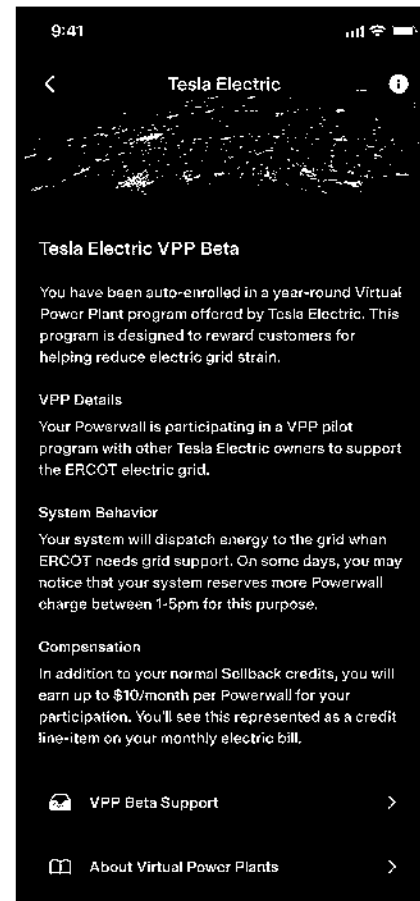 9:41
Tesla Electric
Tesla Electric VPP Beta
You have been auto-enrolled in a year-round Virtual
Power Plant program offered by Tesla Electric. This
program is designed to reward customers for
helping reduce electric grid strain.
VPP Details
Your Powerwall is participating in a VPP pilot
program with other Tesla Electric owners to support
the ERCOT electric grid.
System Behavior
Your system will dispatch energy to the grid when
ERCOT needs grid support. On some days, you may
notice that your system reserves more Powerwall
charge between 1-5pm for this purpose.
Compensation
In addition to your normal Sellback credits, you will
earn up to $10/month per Powerwall for your
participation. You'll see this represented as a credit
line-item on your monthly electric bill.
VPP Beta Support
About Virtual Power Plants